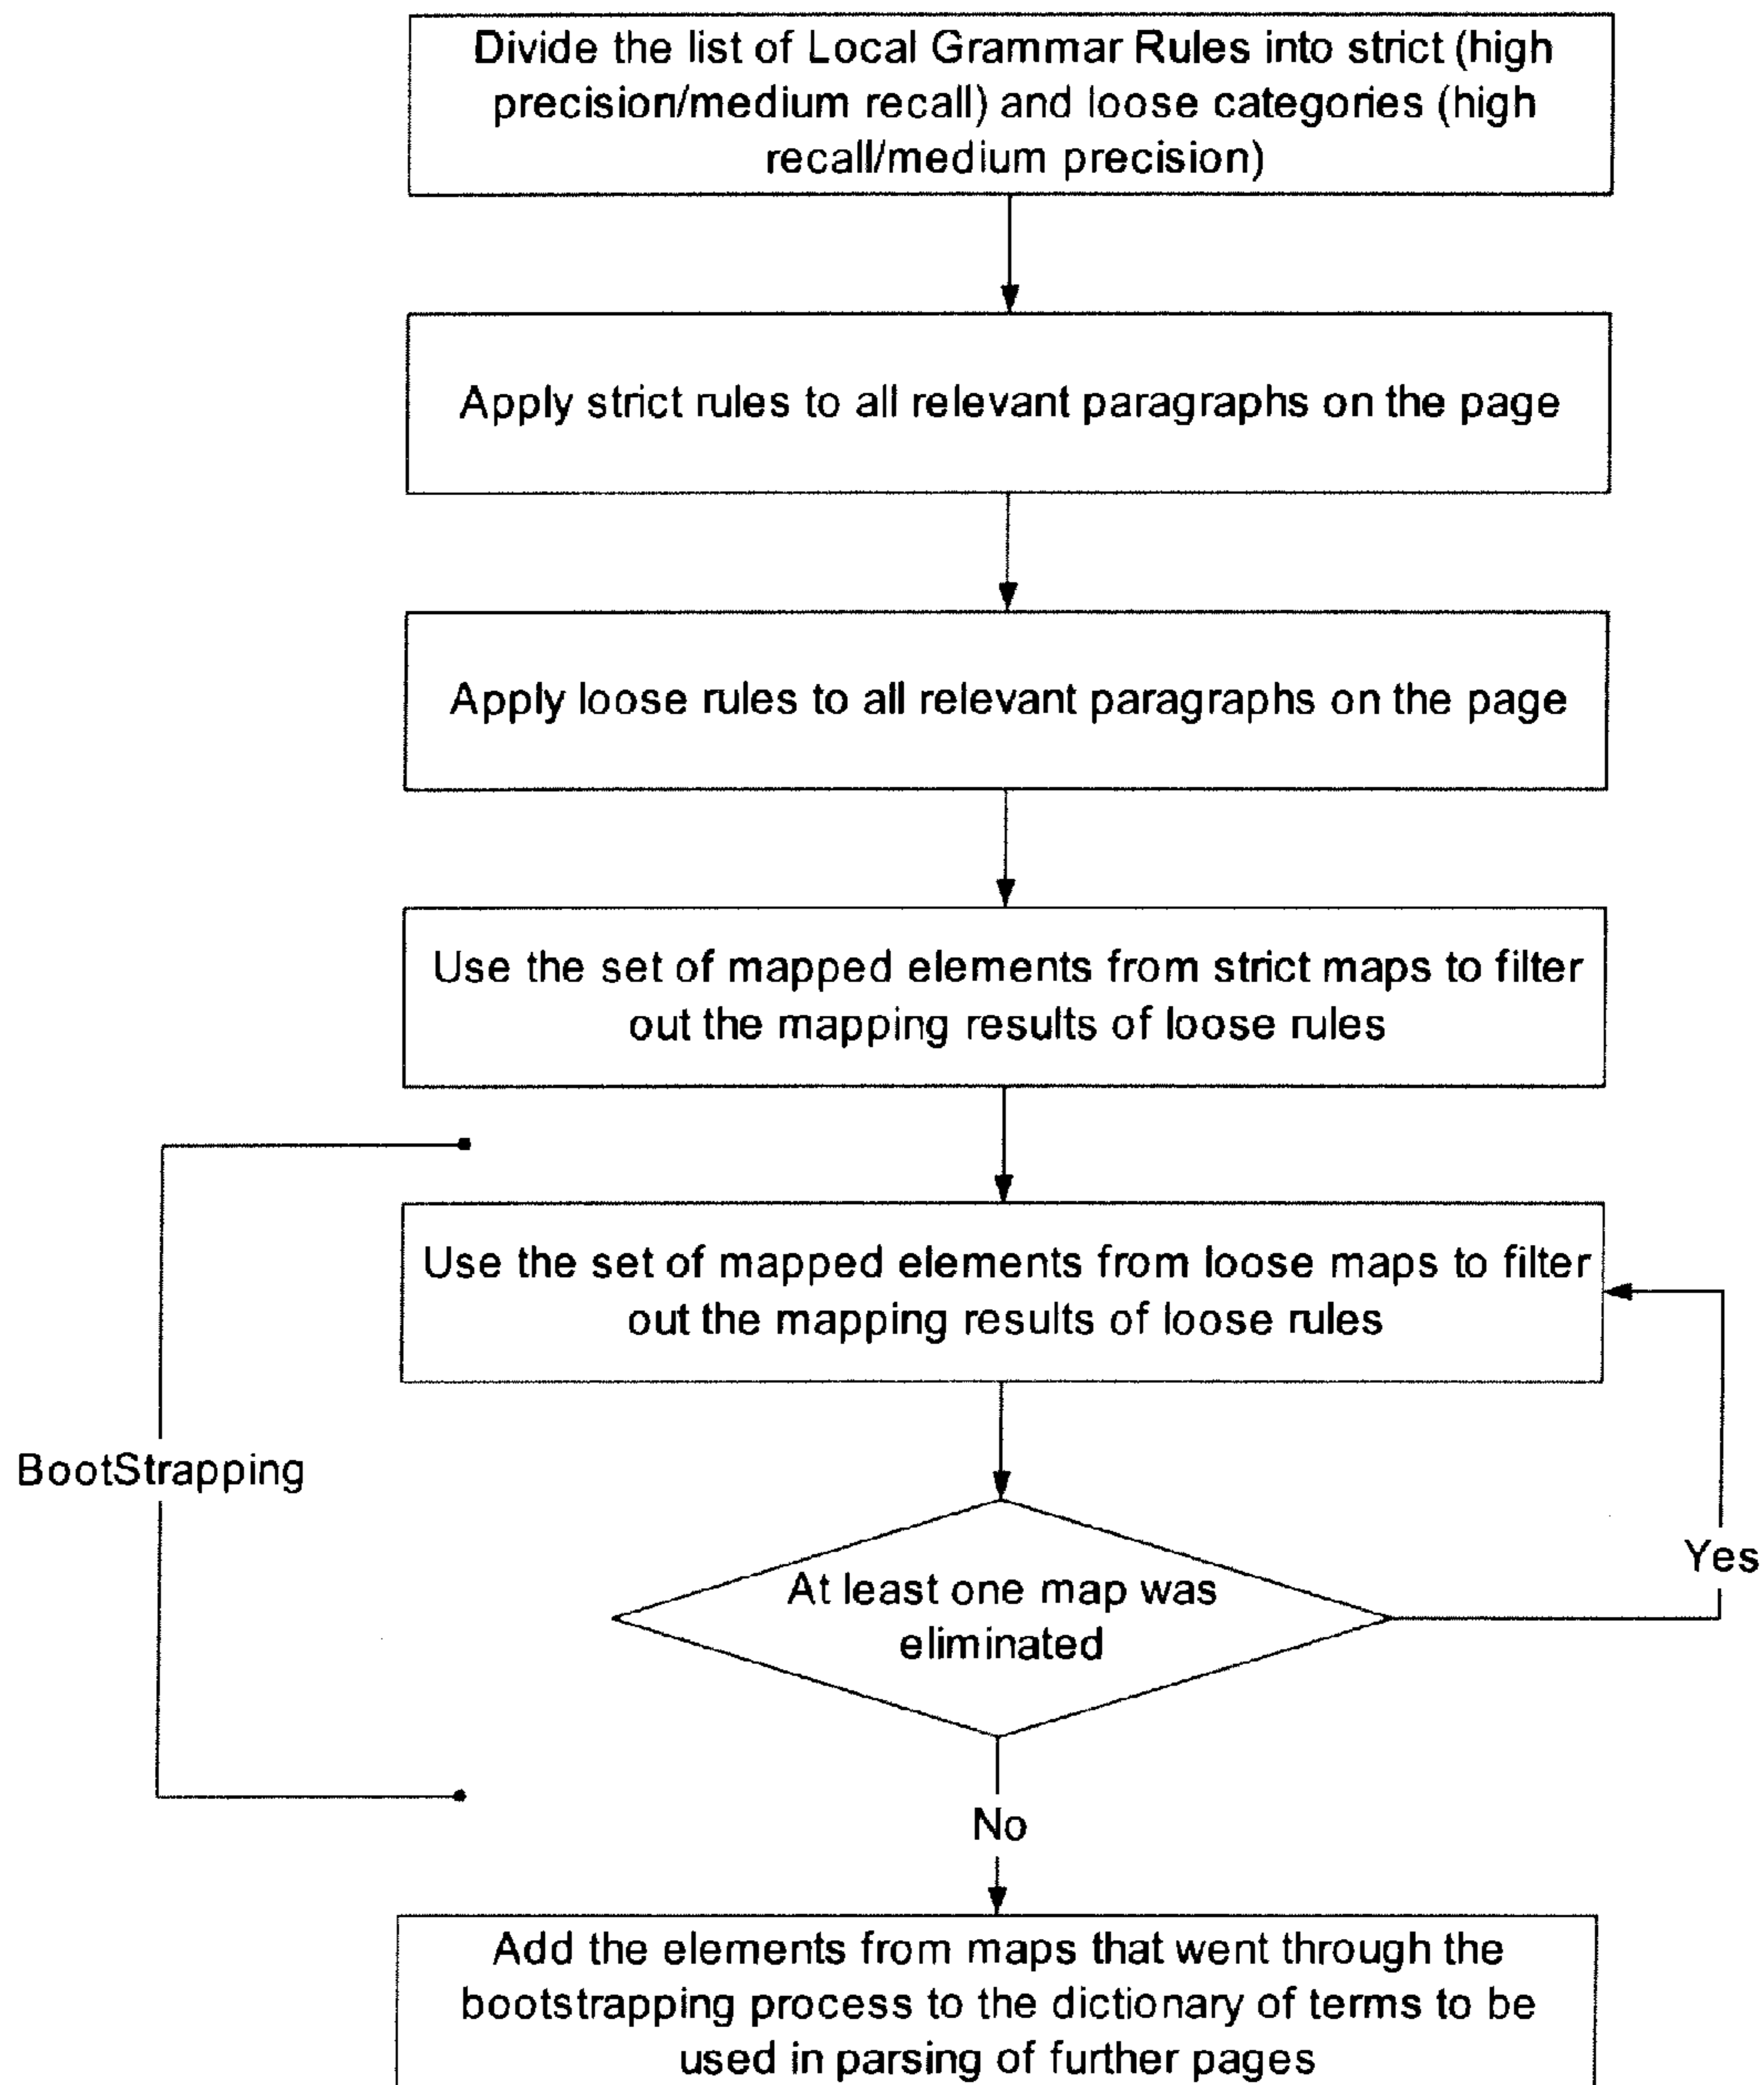 Divide the list of Local Grammar Rules into strict (high
precision/medium recall) and loose categories (high
recall/medium precision)
Apply strict rules to all relevant paragraphs on the page
Apply loose rules to all relevant paragraphs on the page
Use the set of mapped elements from strict maps to filter
out the mapping results of loose rules
Use the set of mapped elements from loose maps to filter
out the mapping results of loose rules
BootStrapping
At least one map was
eliminated
Yes
No
Add the elements from maps that went through the
bootstrapping process to the dictionary of terms to be
used in parsing of further pages